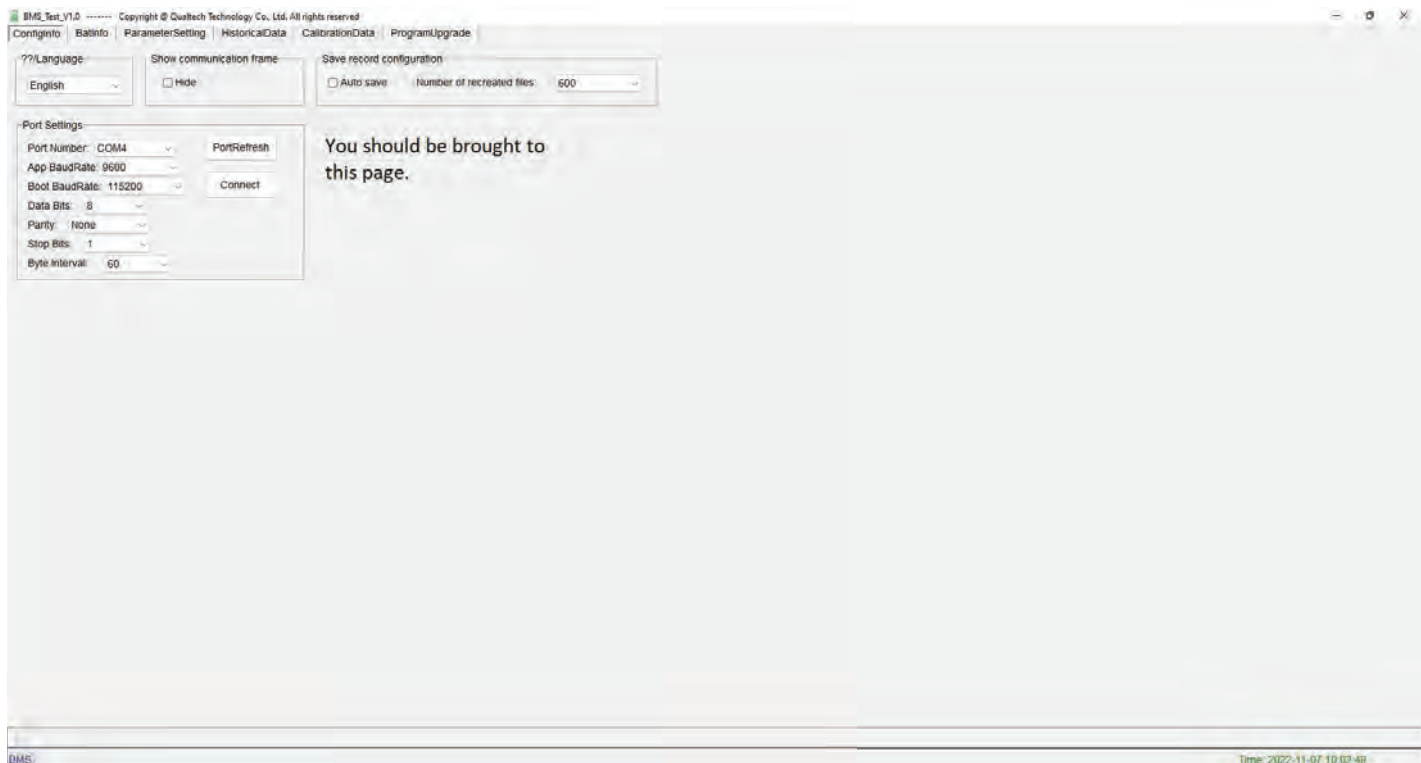 BMS_Test_V1.0 ------- Copyright @ Qualtech Technology Co., Ltd. All rights reserved
ConfigInfo BatInfo ParameterSetting HistoricalData CalibrationData ProgramUpgrade
??/Language Show communication frame Save record configuration
English Hide Auto save Number of recreated files 600
Port Settings
Port Number: COM4 PortRefresh
App BaudRate: 9600
Boot BaudRate: 115200 Connect
Data Bits: 8
Parity: None
Stop Bits: 1
Byte Interval: 60
You should be brought to
this page.
BMS
Time: 2022-11-07 10:02:49